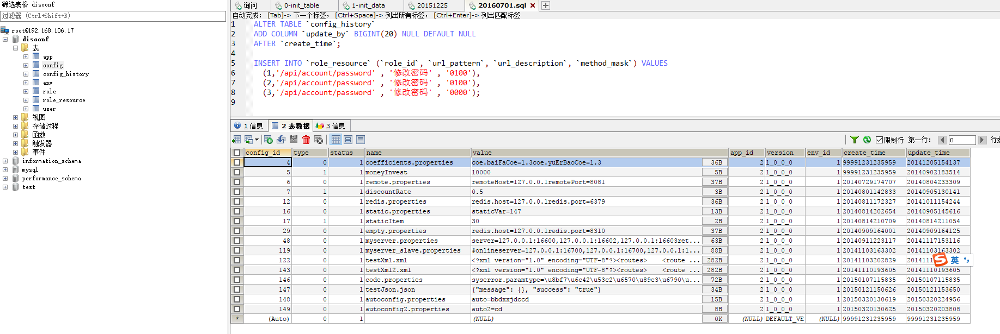 筛选表格 disconf
过滤器 (Ctrl+Shift+B)
root@192.168.106.17
disconf
表
app
config
config_history
env
role
role_resource
user
视图
存储过程
函数
触发器
事件
information_schema
mysql
performance_schema
test
询问 0-init_table 1-init_data 20151225 20160701.sql
自动完成： [Tab]-> 下一个标签， [Ctrl+Space]-> 列出所有标签， [Ctrl+Enter]-> 列出匹配标签
1 ALTER TABLE `config_history`
2 ADD COLUMN `update_by` BIGINT(20) NULL DEFAULT NULL
3 AFTER `create_time`;
4
5 INSERT INTO `role_resource` (`role_id`, `url_pattern`, `url_description`, `method_mask`) VALUES
6 (1,'/api/account/password' , '修改密码' , '0100'),
7 (2,'/api/account/password' , '修改密码' , '0100'),
8 (3,'/api/account/password' , '修改密码' , '0000');
9
1 信息 2 表数据 3 信息
限制行 第一行： 0 行数
config_id type status name value app_id version env_id create_time update_time
4 0 1 coefficients.properties coe.baiFaCoe=1.3coe.yuErBaoCoe=1.3 36B 2 1_0_0_0 1 99991231235959 20141205154137
5 1 1 moneyInvest 10000 5B 2 1_0_0_0 1 99991231235959 20140902183514
6 0 1 remote.properties remoteHost=127.0.0.1remotePort=8081 37B 2 1_0_0_0 1 20140729174707 20140804233309
7 1 1 discountRate 0.5 3B 2 1_0_0_0 1 20140801142833 20140905130141
12 0 1 redis.properties redis.host=127.0.0.1redis.port=6379 36B 2 1_0_0_0 1 20140811172327 20141011154244
16 0 1 static.properties staticVar=147 13B 2 1_0_0_0 1 20140814202654 20140905145616
17 1 1 staticItem 30 2B 2 1_0_0_0 1 20140814210709 20140814211054
29 0 1 empty.properties redis.host=127.0.0.1redis.port=8310 37B 2 1_0_0_0 1 20140909164001 20140909164125
48 0 1 myserver.properties server=127.0.0.1:16600,127.0.0.1:16602,127.0.0.1:16603ret... 63B 2 1_0_0_0 1 20140911223117 20141117153116
119 0 1 myserver_slave.properties #onlineserver=127.0.0.1:16700,127.0.0.1:16700,127.0.0.1:1... 88B 2 1_0_0_0 1 20141103163302 20141103163302
122 0 1 testXml.xml <?xml version="1.0" encoding="UTF-8"?><routes> <route ... 282B 2 1_0_0_0 1 20141103202829
143 0 1 testXml2.xml <?xml version="1.0" encoding="UTF-8"?><routes> <route ... 282B 2 1_0_0_0 1 20141110193605 20141110193605
146 0 1 code.properties syserror.paramtype=\u8bf7\u6c42\u53c2\u6570\u89e3\u6790\u... 72B 2 1_0_0_0 1 20150107115835 20150107115835
147 0 1 testJson.json {"message": {}, "success": "true"} 34B 2 1_0_0_0 1 20150121150626 20150121153650
148 0 1 autoconfig.properties auto=bbdxxjdccd 15B 2 1_0_0_0 1 20150320130619 20150320224956
149 0 1 autoconfig2.properties auto2=cd 8B 2 1_0_0_0 1 20150320130625 20150320203808
* (Auto) 0 1 (NULL) 0K (NULL) DEFAULT_VE (NULL) 99991231235959 99991231235959
英